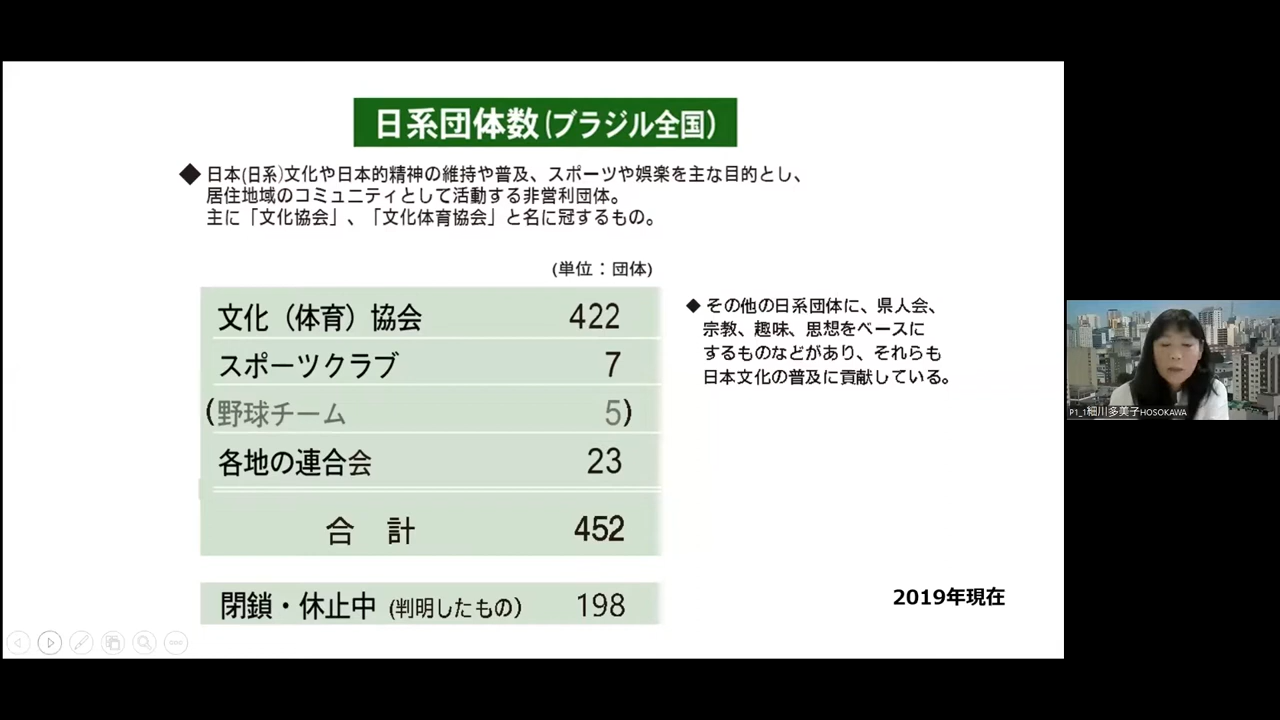 日系団体数(ブラジル全国)
◆日本(日系)文化や日本的精神の維持や普及、スポーツや娯楽を主な目的とし、
居住地域のコミュニティとして活動する非営利団体。
主に「文化協会」、「文化体育協会」と名に冠するもの。
(単位：団体)
文化（体育）協会 422
スポーツクラブ 7
(野球チーム 5)
各地の連合会 23
合 計 452
閉鎖・休止中 (判明したもの) 198
◆ その他の日系団体に、県人会、
宗教、趣味、思想をベースに
するものなどがあり、それらも
日本文化の普及に貢献している。
2019年現在
P1_1細川多美子HOSOKAWA